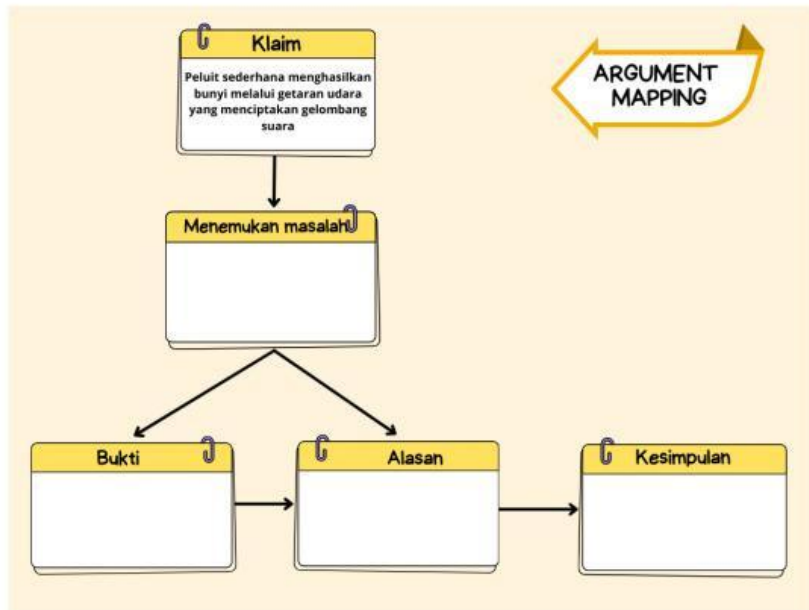 Klaim
Peluit sederhana menghasilkan
bunyi melalui getaran udara
yang menciptakan gelombang
suara
ARGUMENT
MAPPING
Menemukan masalah
Bukti
Alasan
Kesimpulan